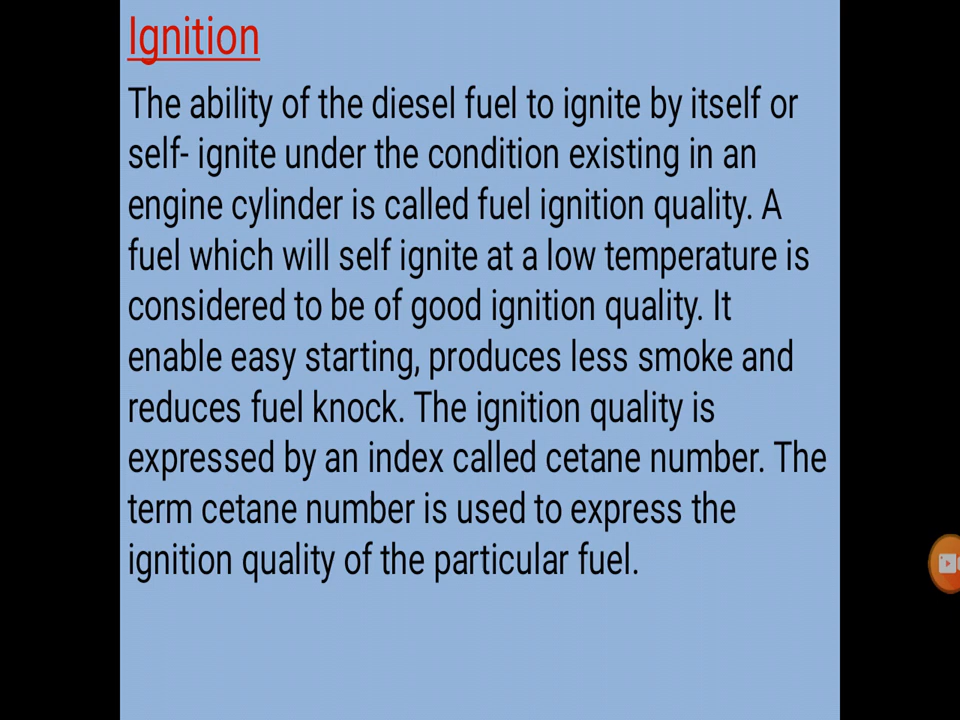 Ignition
The ability of the diesel fuel to ignite by itself or
self- ignite under the condition existing in an
engine cylinder is called fuel ignition quality. A
fuel which will self ignite at a low temperature is
considered to be of good ignition quality. It
enable easy starting, produces less smoke and
reduces fuel knock. The ignition quality is
expressed by an index called cetane number. The
term cetane number is used to express the
ignition quality of the particular fuel.